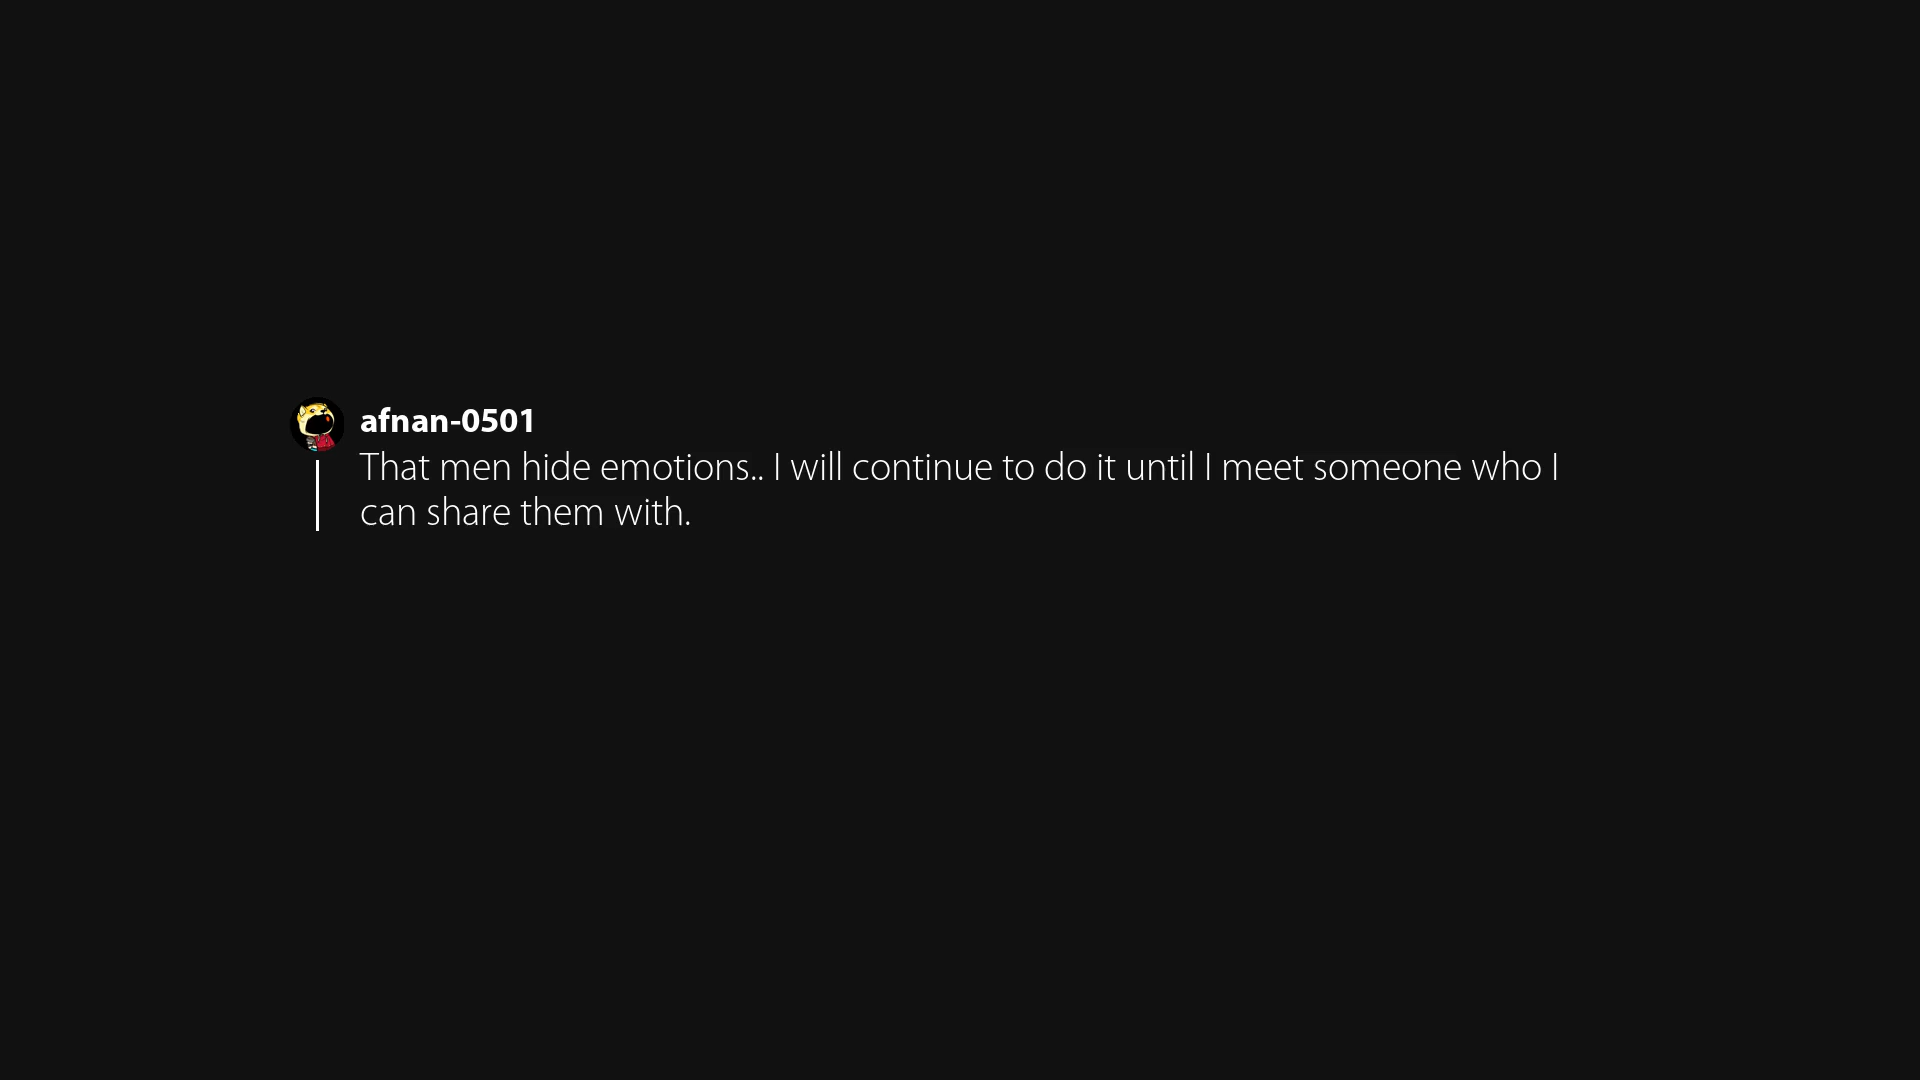 afnan-0501
That men hide emotions.. I will continue to do it until I meet someone who I
can share them with.